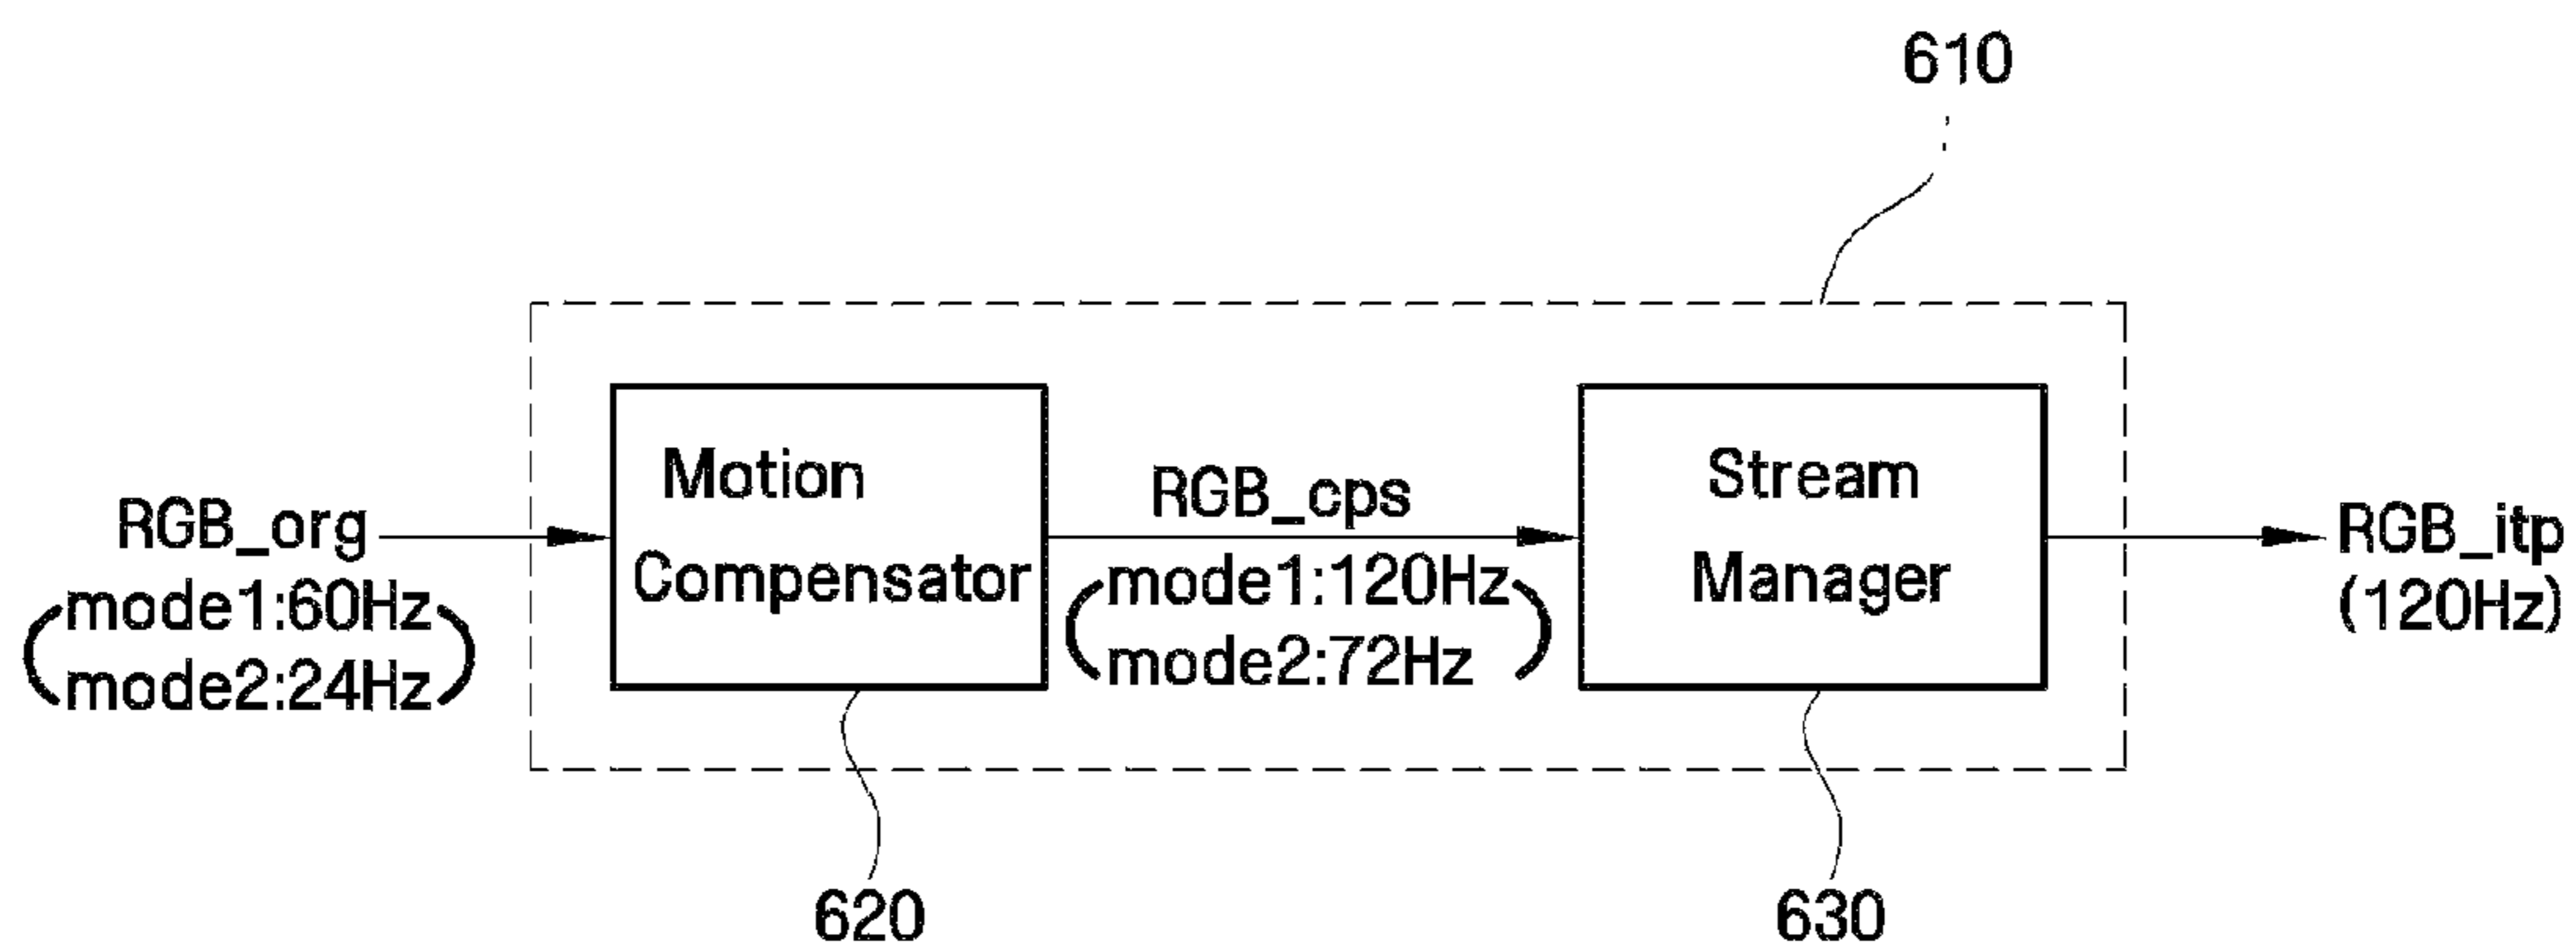 610
RGB_org
(mode1:60Hz
mode2:24Hz)
Motion
Compensator
RGB_cps
(mode1:120Hz
mode2:72Hz)
Stream
Manager
RGB_itp
(120Hz)
620
630